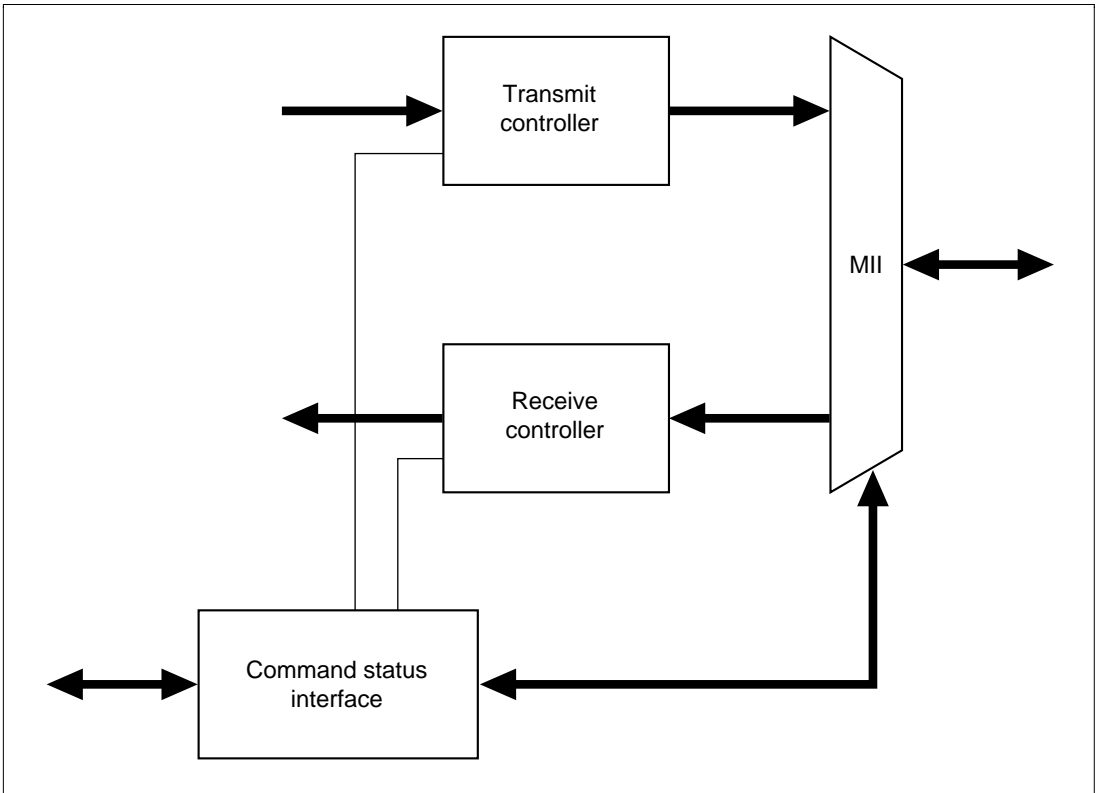 Transmit
controller
MII
Receive
controller
Command status
interface